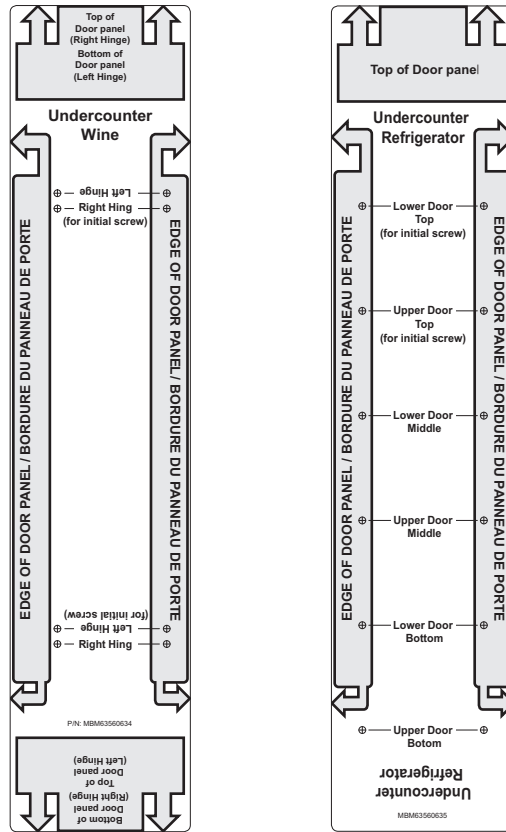 Top of
Door panel
(Right Hinge)
Bottom of
Door panel
(Left Hinge)
Undercounter
Wine
EDGE OF DOOR PANEL / BORDURE DU PANNEAU DE PORTE
Left Hinge
Right Hing
(for initial screw)
EDGE OF DOOR PANEL / BORDURE DU PANNEAU DE PORTE
(for initial screw)
Left Hinge
Right Hing
P/N: MBM63560634
Bottom of
Door panel
(Right Hinge)
Top of
Door panel
(Left Hinge)
Top of Door panel
Undercounter
Refrigerator
EDGE OF DOOR PANEL / BORDURE DU PANNEAU DE PORTE
Lower Door
Top
(for initial screw)
Upper Door
Top
(for initial screw)
Lower Door
Middle
Upper Door
Middle
Lower Door
Bottom
Upper Door
Botom
EDGE OF DOOR PANEL / BORDURE DU PANNEAU DE PORTE
Undercounter
Refrigerator
MBM63560635